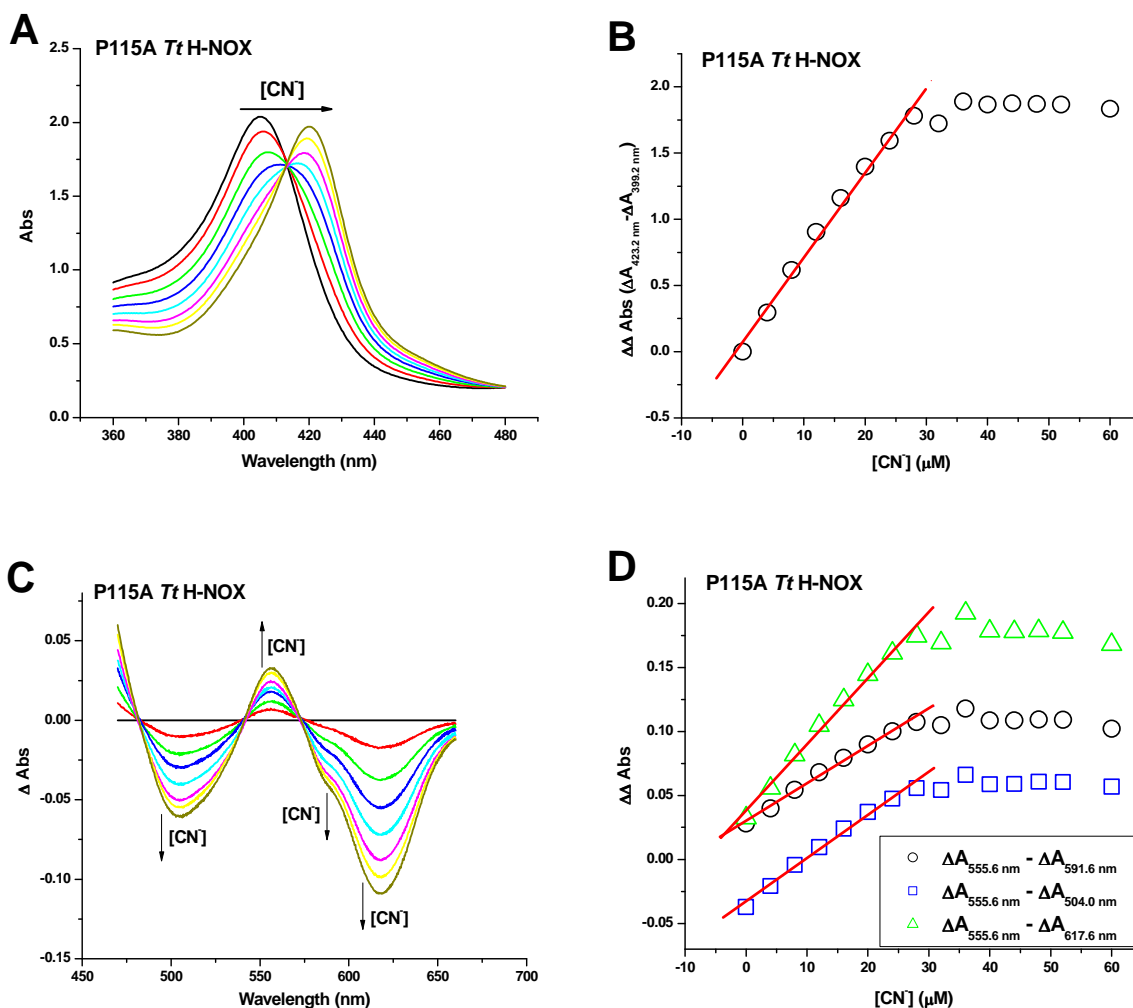 A
P115A Tt H-NOX
[CN⁻]
2.5
2.0
1.5
1.0
0.5
0.0
Abs
360 380 400 420 440 460 480
Wavelength (nm)
B
P115A Tt H-NOX
2.0
1.5
1.0
0.5
0.0
-0.5
ΔΔ Abs (ΔA423.2 nm-ΔA399.2 nm)
-10 0 10 20 30 40 50 60
[CN⁻] (μM)
C
P115A Tt H-NOX
[CN⁻]
[CN⁻]
[CN⁻]
[CN⁻]
0.05
0.00
-0.05
-0.10
-0.15
Δ Abs
450 500 550 600 650 700
Wavelength (nm)
D
P115A Tt H-NOX
0.20
0.15
0.10
0.05
0.00
-0.05
ΔΔ Abs
ΔA555.6 nm - ΔA591.6 nm
ΔA555.6 nm - ΔA504.0 nm
ΔA555.6 nm - ΔA617.6 nm
-10 0 10 20 30 40 50 60
[CN⁻] (μM)